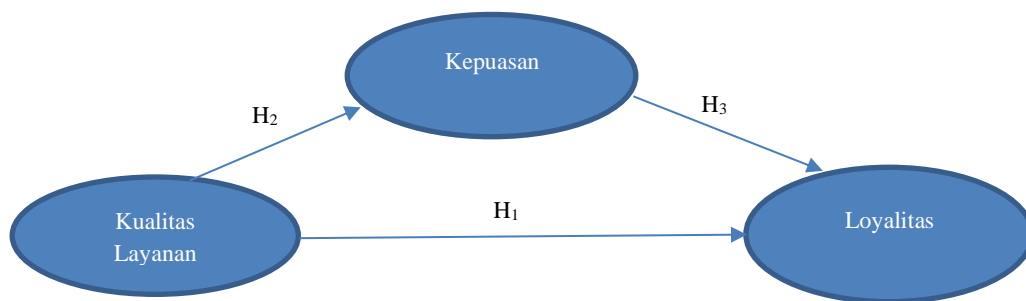 Kepuasan
H₂
H₃
Kualitas
Layanan
H₁
Loyalitas